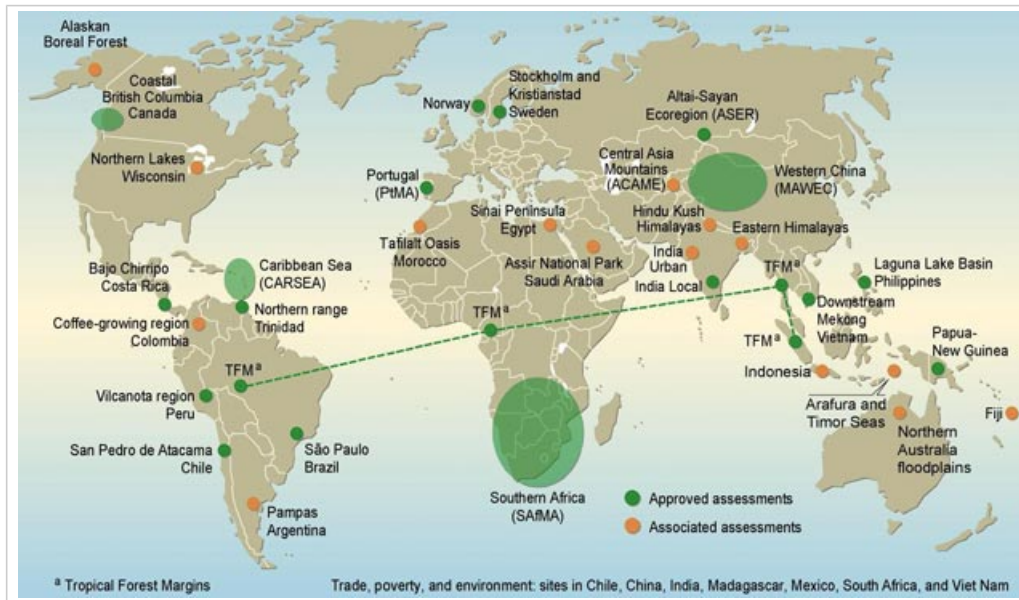 Alaskan
Boreal Forest
Coastal
British Columbia
Canada
Northern Lakes
Wisconsin
Norway
Stockholm and
Kristianstad
Sweden
Altai-Sayan
Ecoregion (ASER)
Portugal
(PtMA)
Central Asia
Mountains
(ACAME)
Western China
(MAWEC)
Tafilalt Oasis
Morocco
Sinai Peninsula
Egypt
Assir National Park
Saudi Arabia
Hindu Kush
Himalayas
Eastern Himalayas
India
Urban
India Local
Bajo Chirripo
Costa Rica
Caribbean Sea
(CARSEA)
Northern range
Trinidad
Coffee-growing region
Colombia
TFM a
TFM a
TFM a
TFM a
Laguna Lake Basin
Philippines
Downstream
Mekong
Vietnam
Papua-
New Guinea
Indonesia
Arafura and
Timor Seas
Northern
Australia
floodplains
Fiji
Vilcanota region
Peru
San Pedro de Atacama
Chile
São Paulo
Brazil
Pampas
Argentina
Southern Africa
(SAfMA)
Approved assessments
Associated assessments
a Tropical Forest Margins
Trade, poverty, and environment: sites in Chile, China, India, Madagascar, Mexico, South Africa, and Viet Nam